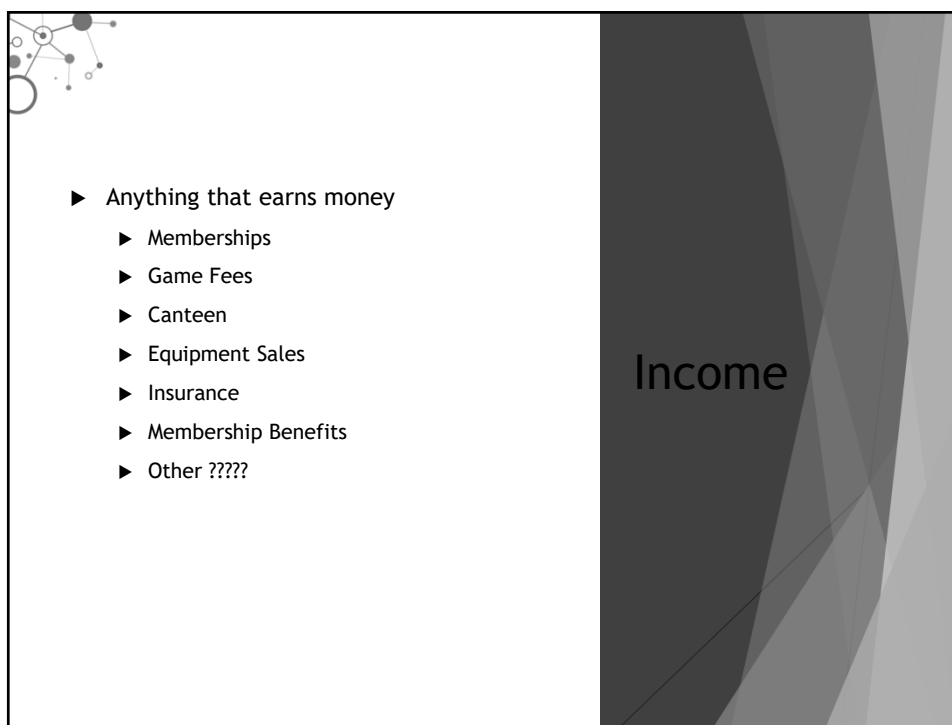 ▶ Anything that earns money
▶ Memberships
▶ Game Fees
▶ Canteen
▶ Equipment Sales
▶ Insurance
▶ Membership Benefits
▶ Other ?????
Income